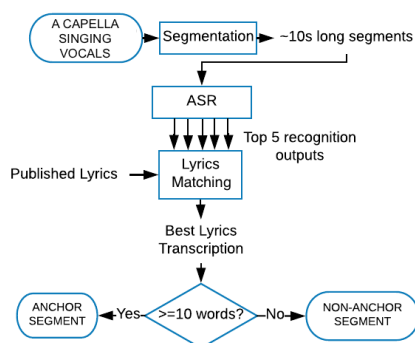 A CAPELLA
SINGING
VOCALS
Segmentation
~10s long segments
ASR
Top 5 recognition
outputs
Published Lyrics
Lyrics
Matching
Best Lyrics
Transcription
>=10 words?
Yes
No
ANCHOR
SEGMENT
NON-ANCHOR
SEGMENT